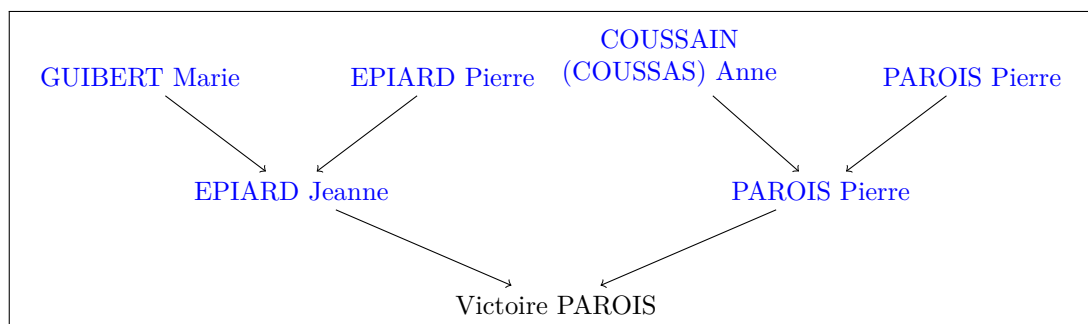 GUIBERT Marie
EPIARD Pierre
COUSSAIN
(COUSSAS) Anne
PAROIS Pierre
EPIARD Jeanne
PAROIS Pierre
Victoire PAROIS